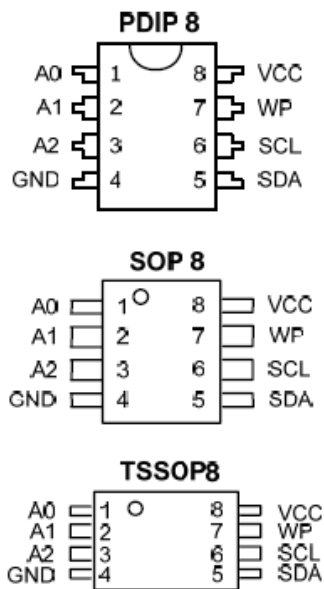 PDIP 8
A0 1 8 VCC
A1 2 7 WP
A2 3 6 SCL
GND 4 5 SDA
SOP 8
A0 1 8 VCC
A1 2 7 WP
A2 3 6 SCL
GND 4 5 SDA
TSSOP8
A0 1 8 VCC
A1 2 7 WP
A2 3 6 SCL
GND 4 5 SDA